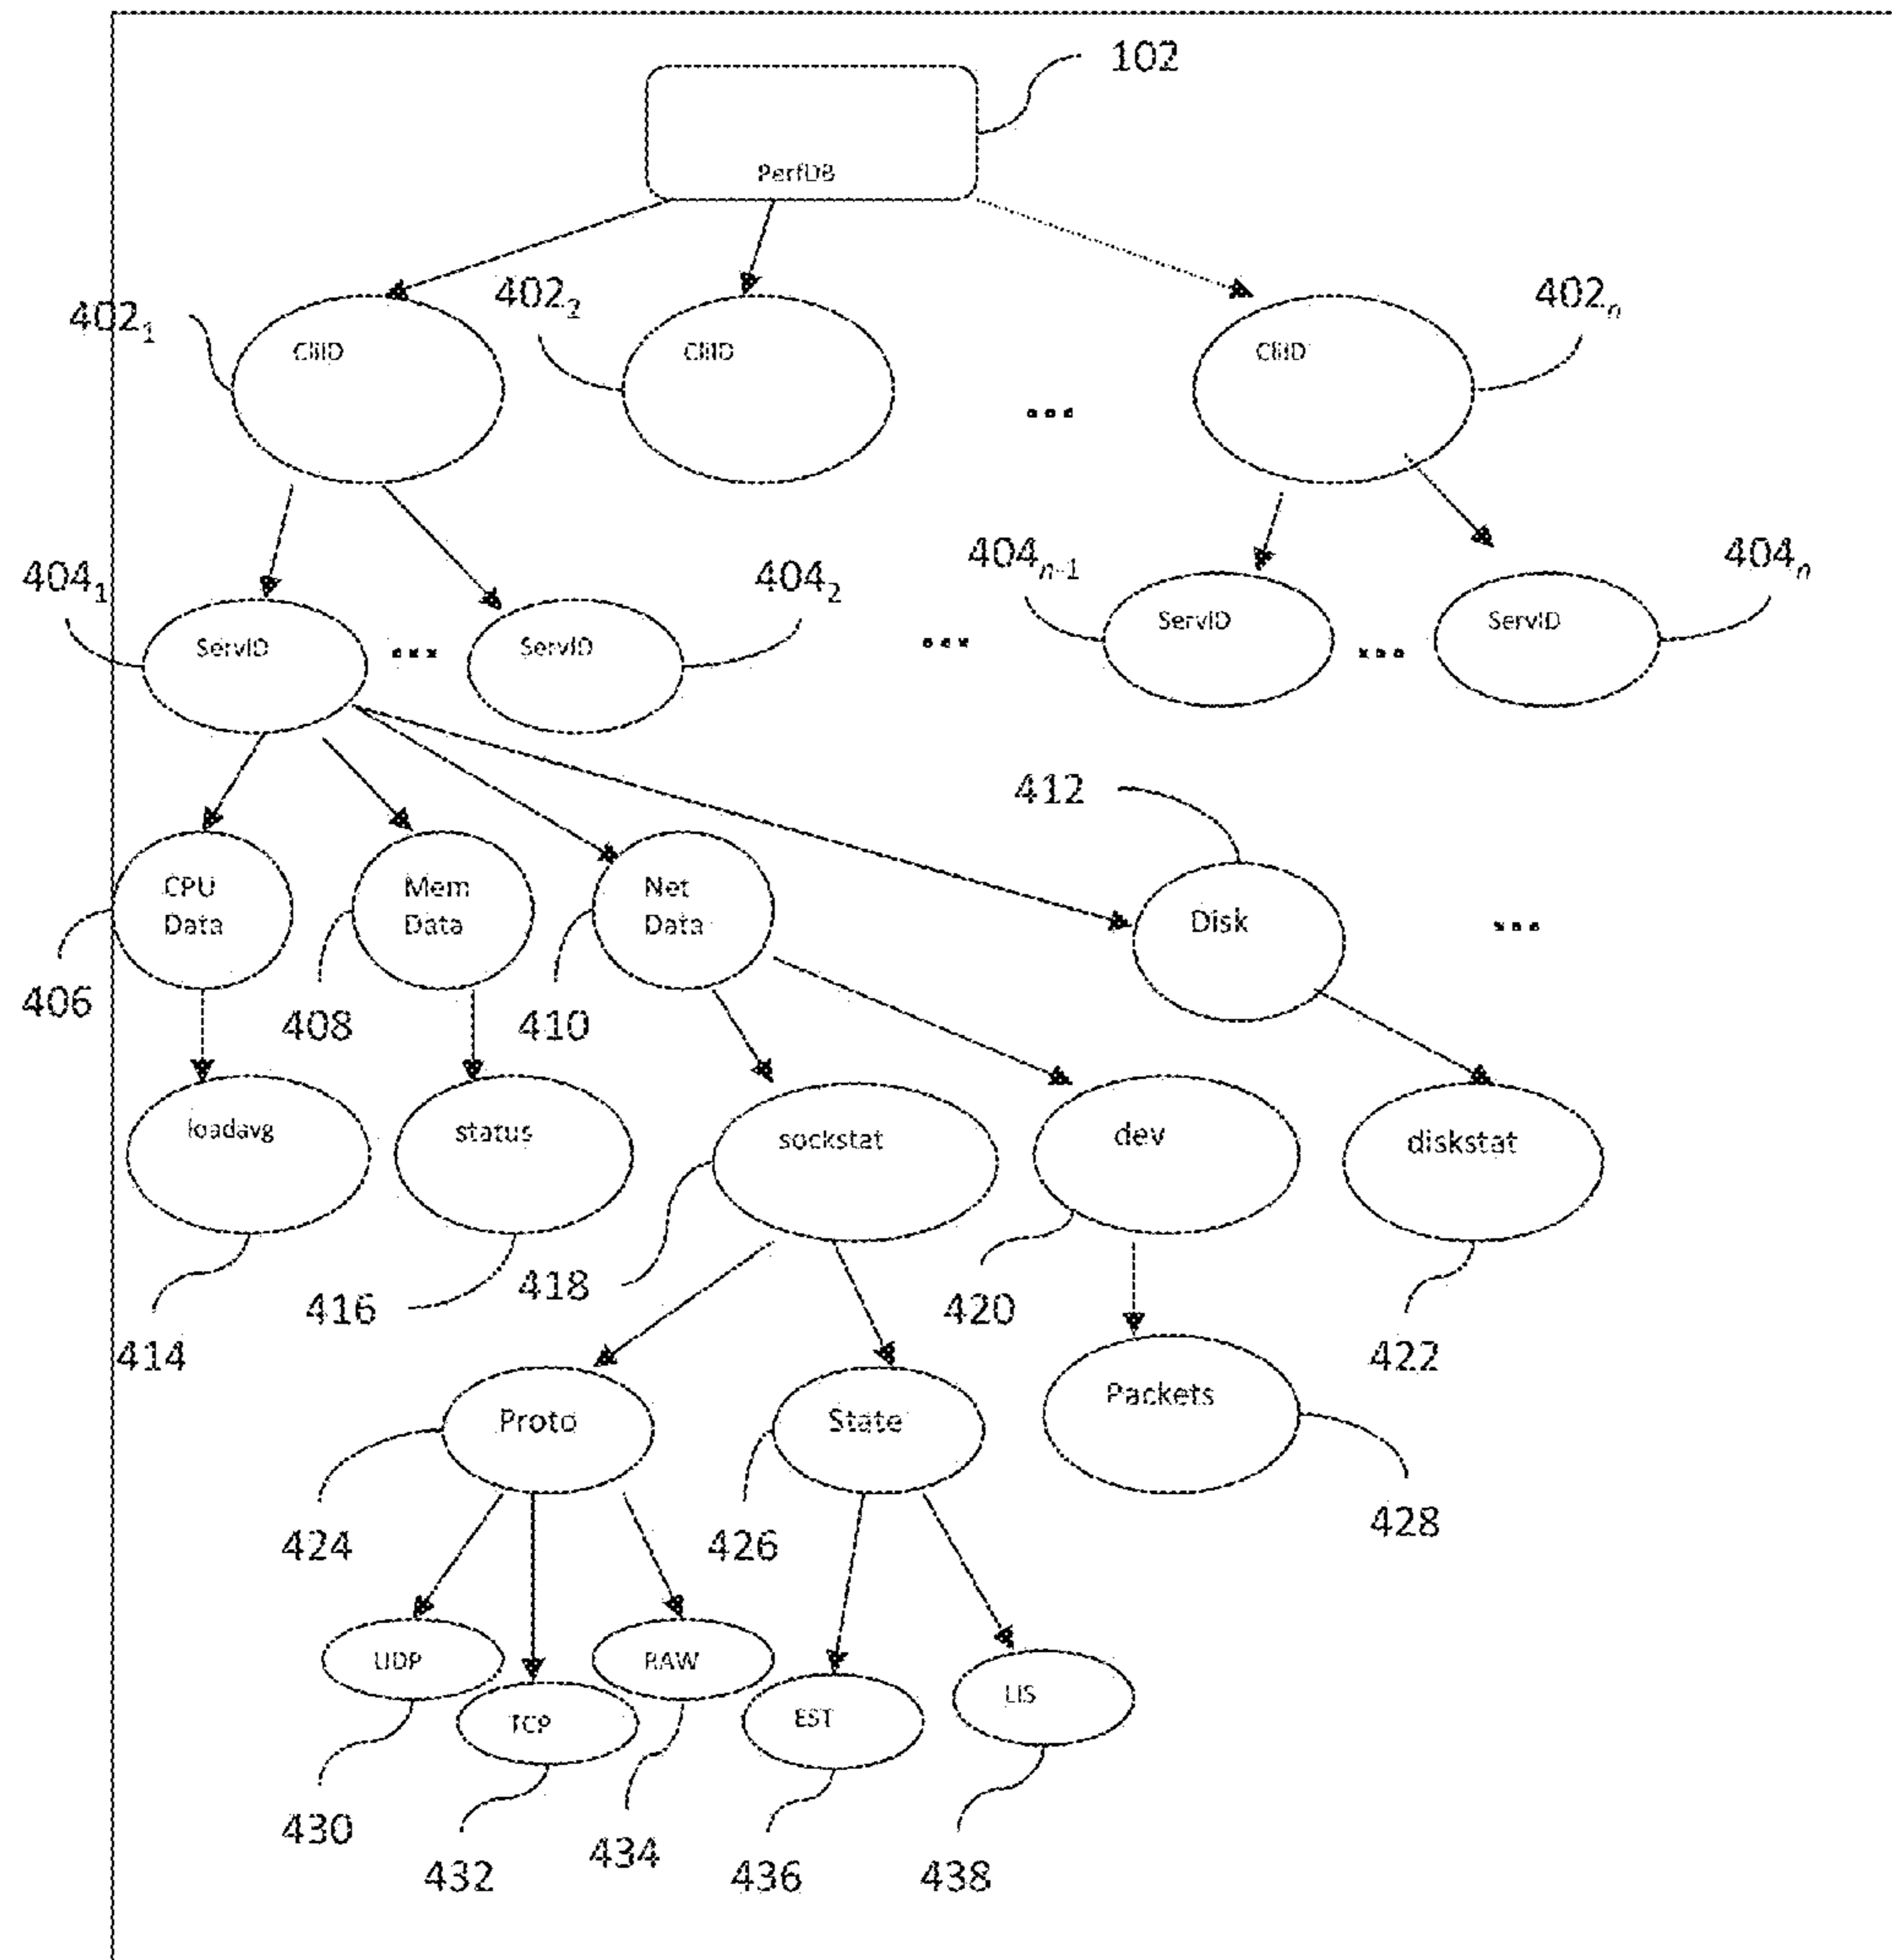 102
PerfDB
402₁
402₂
402ₙ
CliID
CliID
CliID
...
404₁
404₂
404ₙ₋₁
404ₙ
ServID
...
ServID
...
ServID
...
ServID
412
CPU
Data
Mem
Data
Net
Data
Disk
...
406
408
410
loadavg
status
sockstat
dev
diskstat
414
416
418
420
422
Proto
State
Packets
424
426
428
UDP
TCP
RAW
EST
LIS
430
432
434
436
438